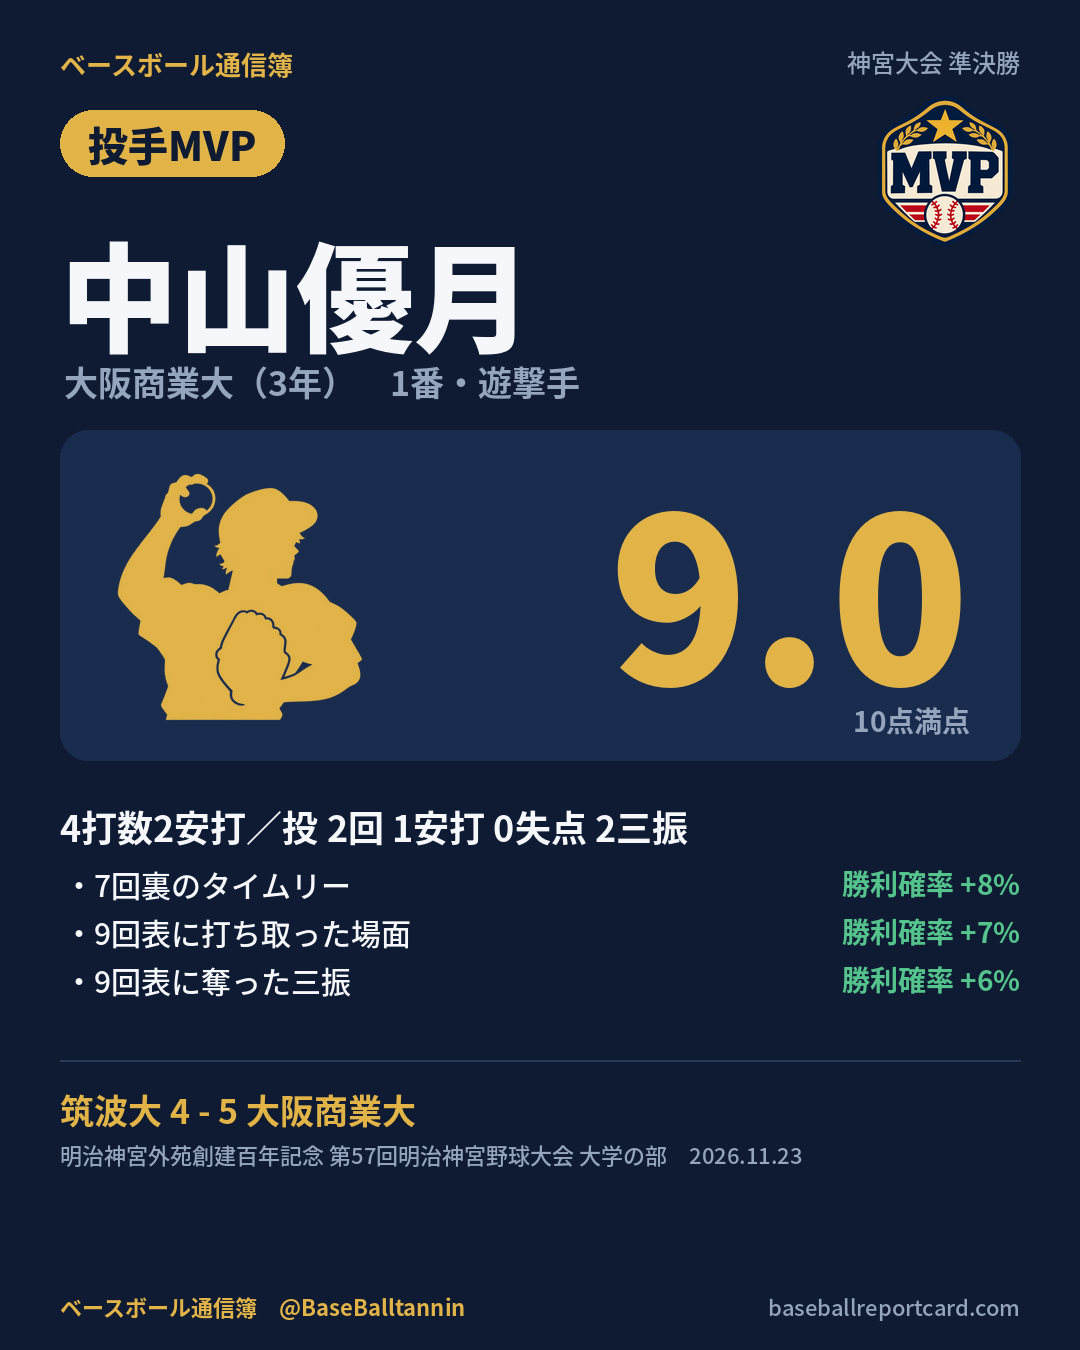 ベースボール通信簿
神宮大会 準決勝
投手MVP
MVP
中山優月
大阪商業大（3年）　1番・遊撃手
9.0
10点満点
4打数2安打／投 2回 1安打 0失点 2三振
・7回裏のタイムリー 勝利確率 +8%
・9回表に打ち取った場面 勝利確率 +7%
・9回表に奪った三振 勝利確率 +6%
筑波大 4 - 5 大阪商業大
明治神宮外苑創建百年記念 第57回明治神宮野球大会 大学の部　2026.11.23
ベースボール通信簿　@BaseBalltannin
baseballreportcard.com